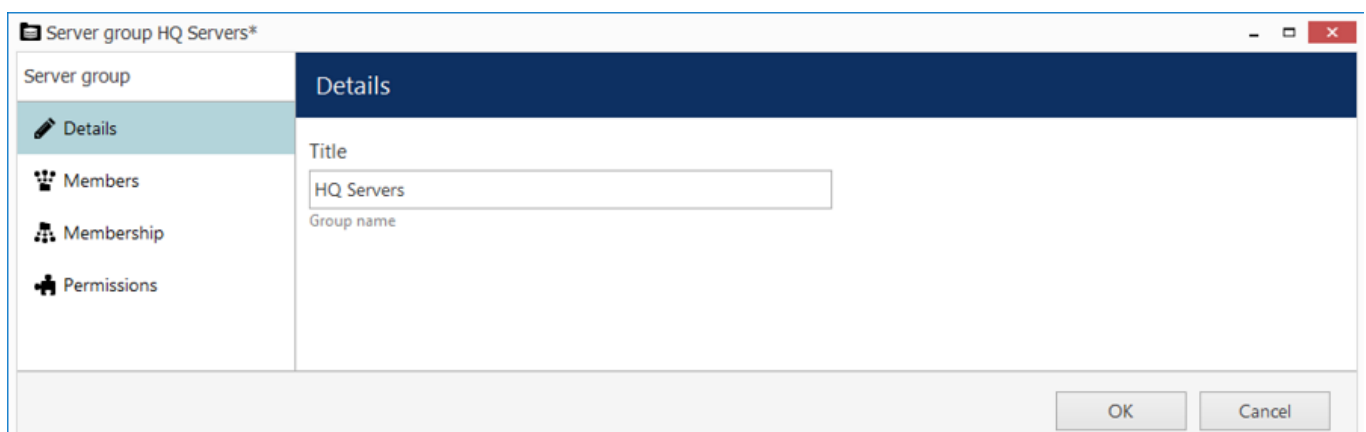 Server group HQ Servers*
Server group
Details
Members
Membership
Permissions
Details
Title
HQ Servers
Group name
OK
Cancel